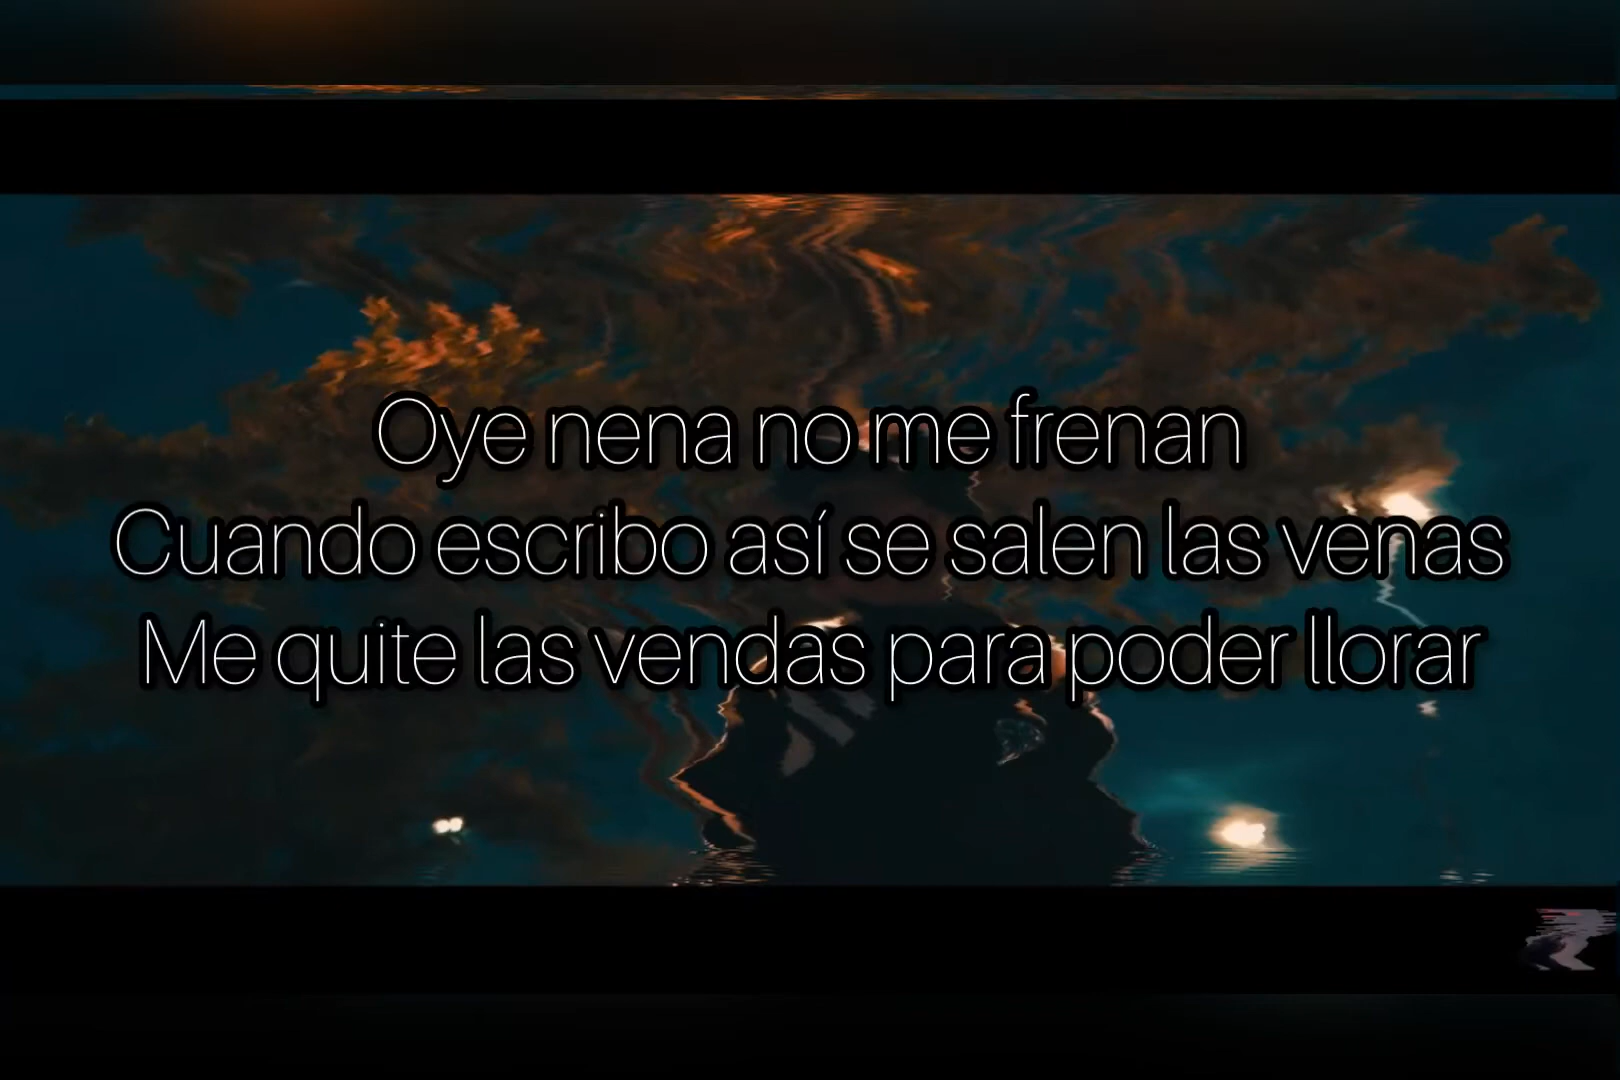 Oye nena no me frenan
Cuando escribo así se salen las venas
Me quite las vendas para poder llorar